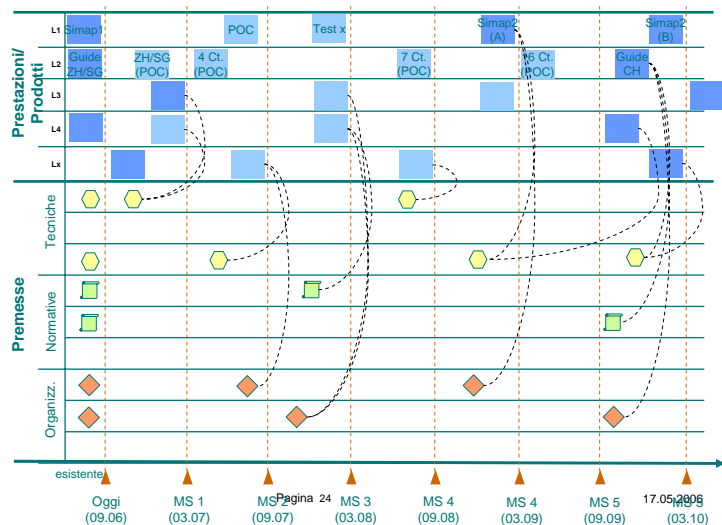 L1
Simap1
POC
Test x
Simap2
(A)
Simap2
(B)
L2
Guide
ZH/SG
ZH/SG
(POC)
4 Ct.
(POC)
7 Ct.
(POC)
6 Ct.
(POC)
Guide
CH
L3
L4
Lx
Prestazioni/
Prodotti
Premesse
Tecniche
Normative
Organizz.
esistente
Oggi
(09.06)
MS 1
(03.07)
MS 2
(09.07)
MS 3
(03.08)
MS 4
(09.08)
MS 4
(03.09)
MS 5
(09.09)
MS 5
(03.10)
Pagina 24
17.05.2006